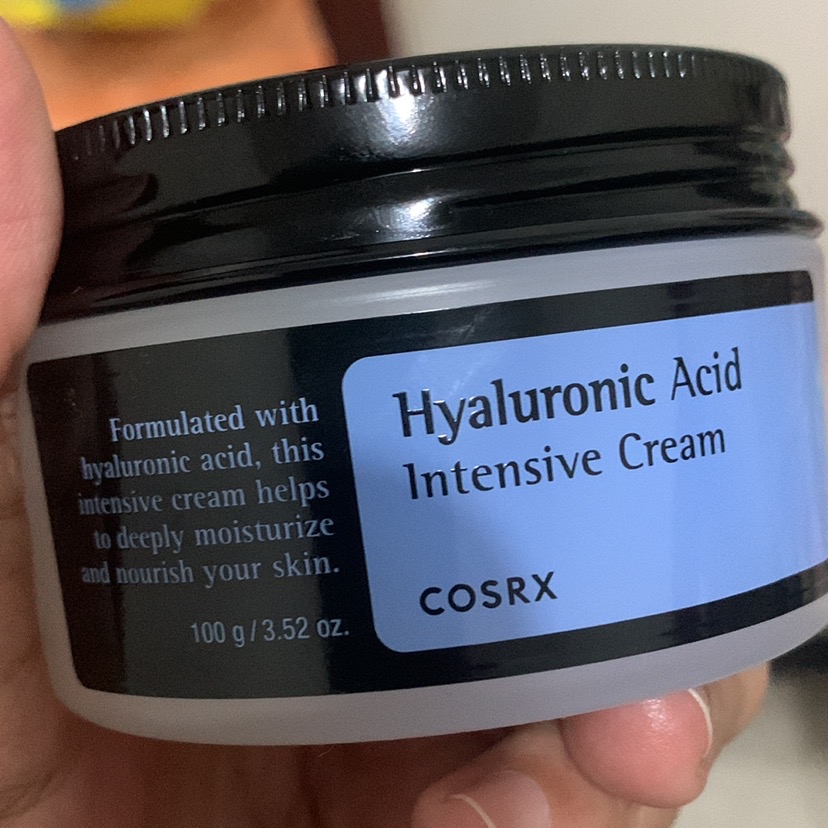 Formulated with
hyaluronic acid, this
intensive cream helps
to deeply moisturize
and nourish your skin.
100 g / 3.52 oz.
Hyaluronic Acid
Intensive Cream
COSRX